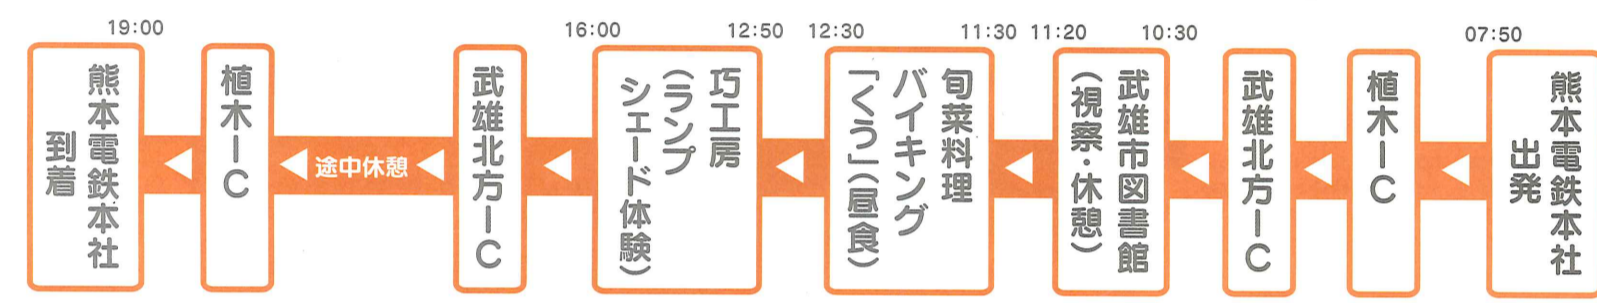 07:50
熊本電鉄本社
出発
植木IC
武雄北方IC
10:30
11:20
武雄市図書館
(視察・休憩)
11:30
12:30
旬菜料理
バイキング
「くう」(昼食)
12:50
16:00
巧工房
(ランプ
シェード体験)
武雄北方IC
途中休憩
植木IC
19:00
熊本電鉄本社
到着